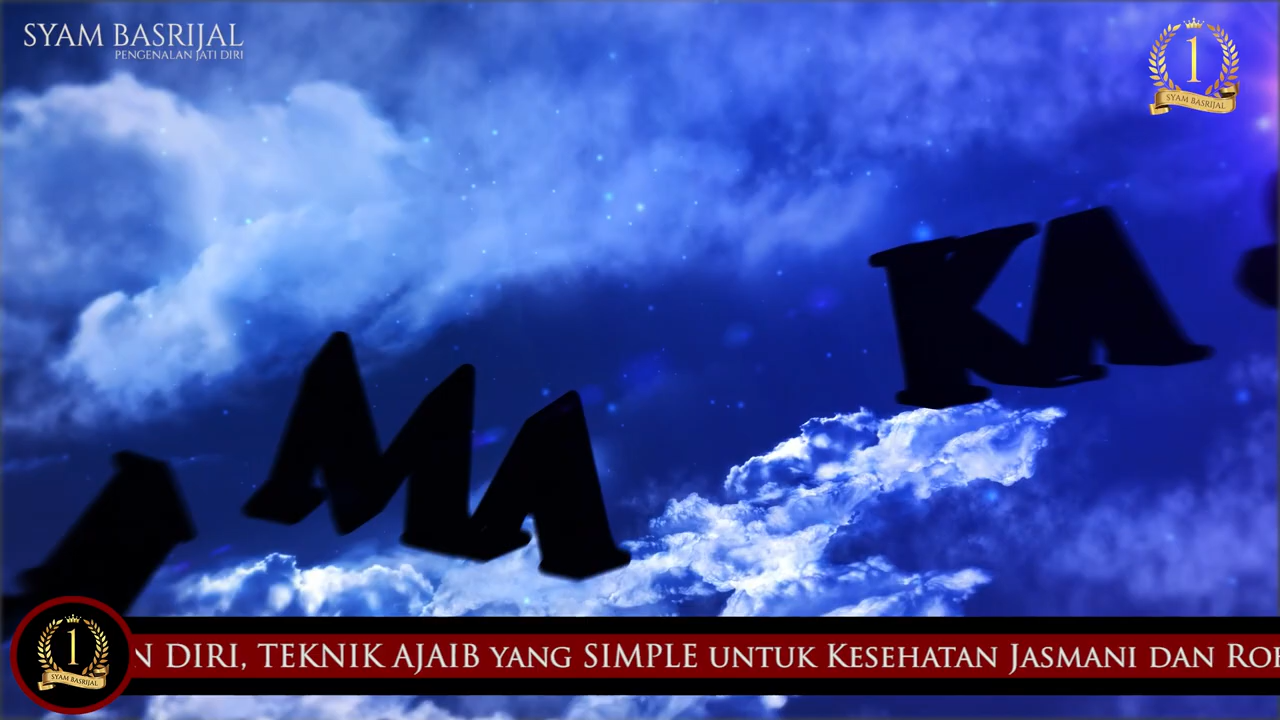 SYAM BASRIJAL
PENGENALAN JATI DIRI
1
SYAM BASRIJAL
MA KA
1
SYAM BASRIJAL
N DIRI, TEKNIK AJAIB YANG SIMPLE UNTUK KESEHATAN JASMANI DAN